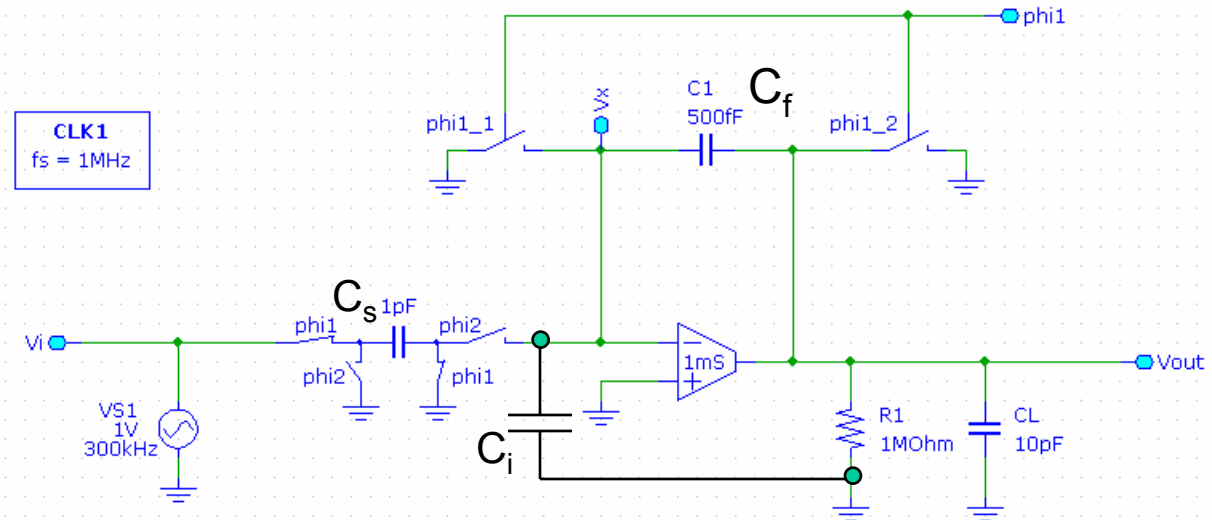 phi1
CLK1
fs = 1MHz
Vx
C1
500fF
Cf
phi1_1
phi1_2
Cs
1pF
Vi
phi1
phi2
phi2
phi1
1mS
Vout
VS1
1V
300kHz
Ci
R1
1MOhm
CL
10pF